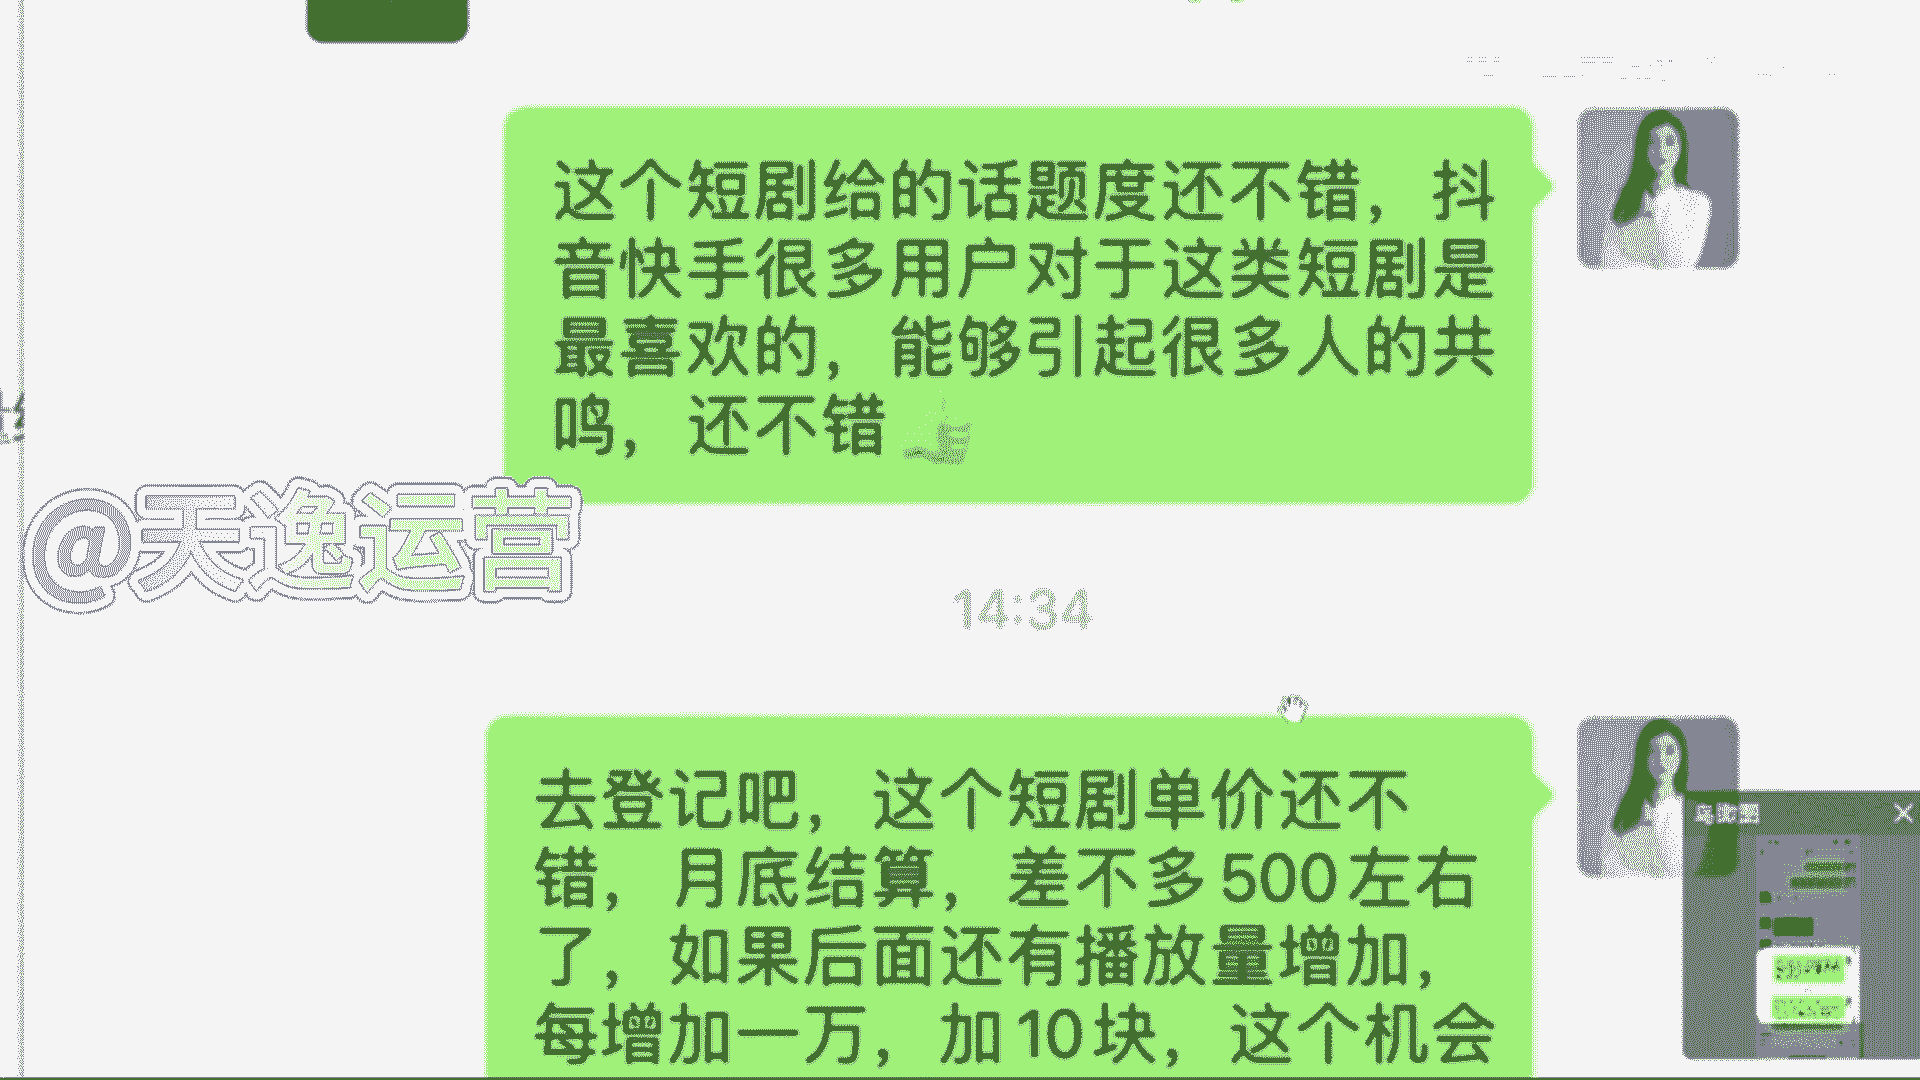 这个短剧给的话题度还不错，抖
音快手很多用户对于这类短剧是
最喜欢的，能够引起很多人的共
鸣，还不错
@天逸运营
14:34
去登记吧，这个短剧单价还不
错，月底结算，差不多500左右
了，如果后面还有播放量增加，
每增加一万，加10块，这个机会